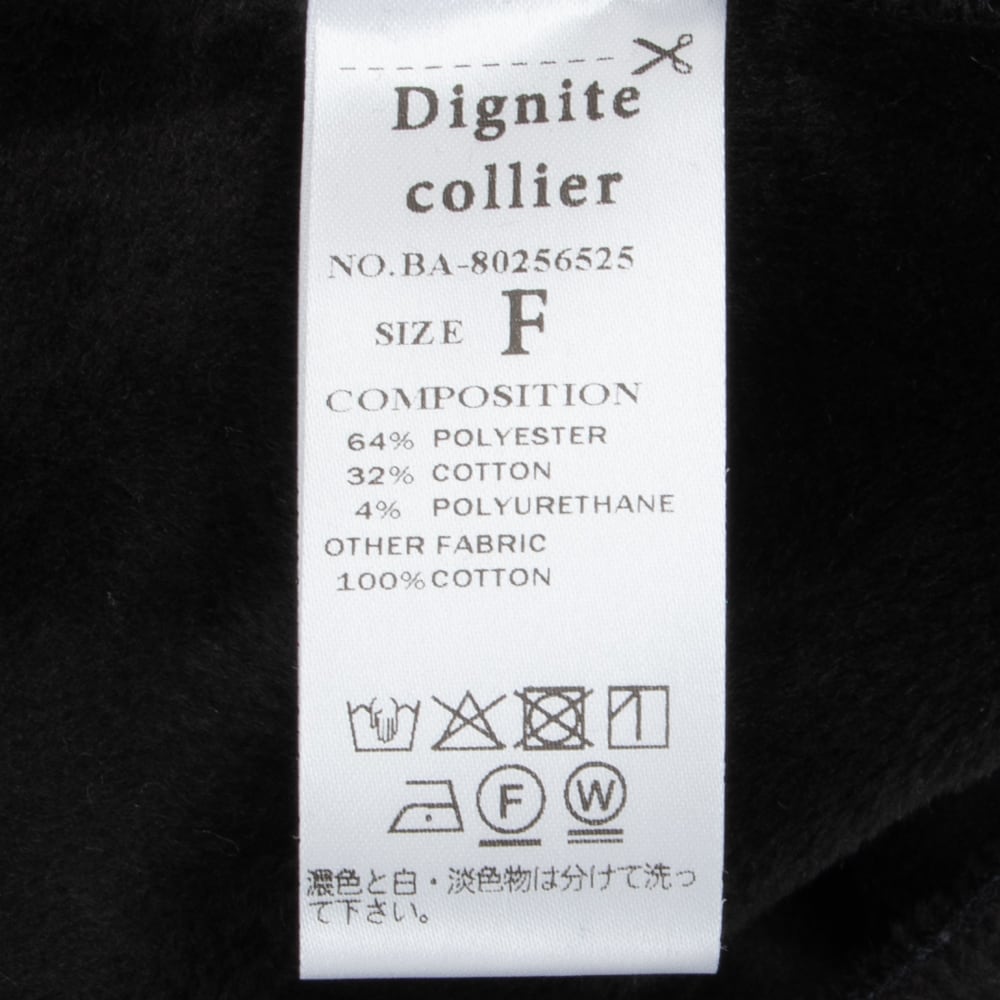 Dignite
collier
NO.BA-80256525
SIZE F
COMPOSITION
64% POLYESTER
32% COTTON
4% POLYURETHANE
OTHER FABRIC
100% COTTON
F W
濃色と白・淡色物は分けて洗っ
て下さい。